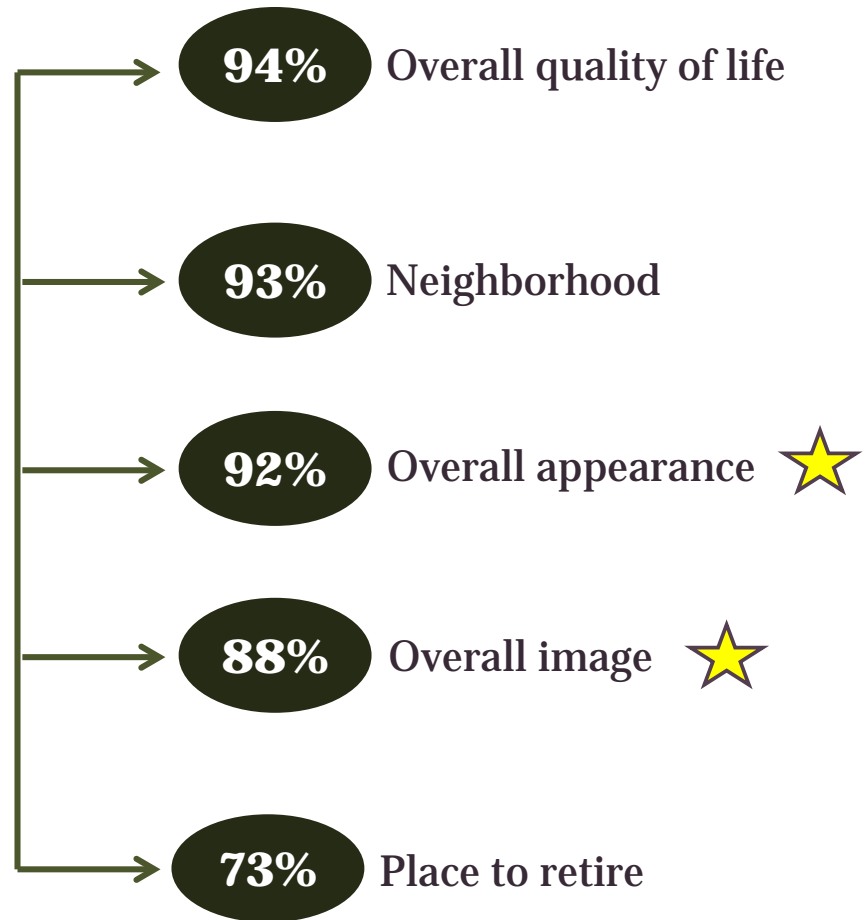 94% Overall quality of life
93% Neighborhood
92% Overall appearance
88% Overall image
73% Place to retire